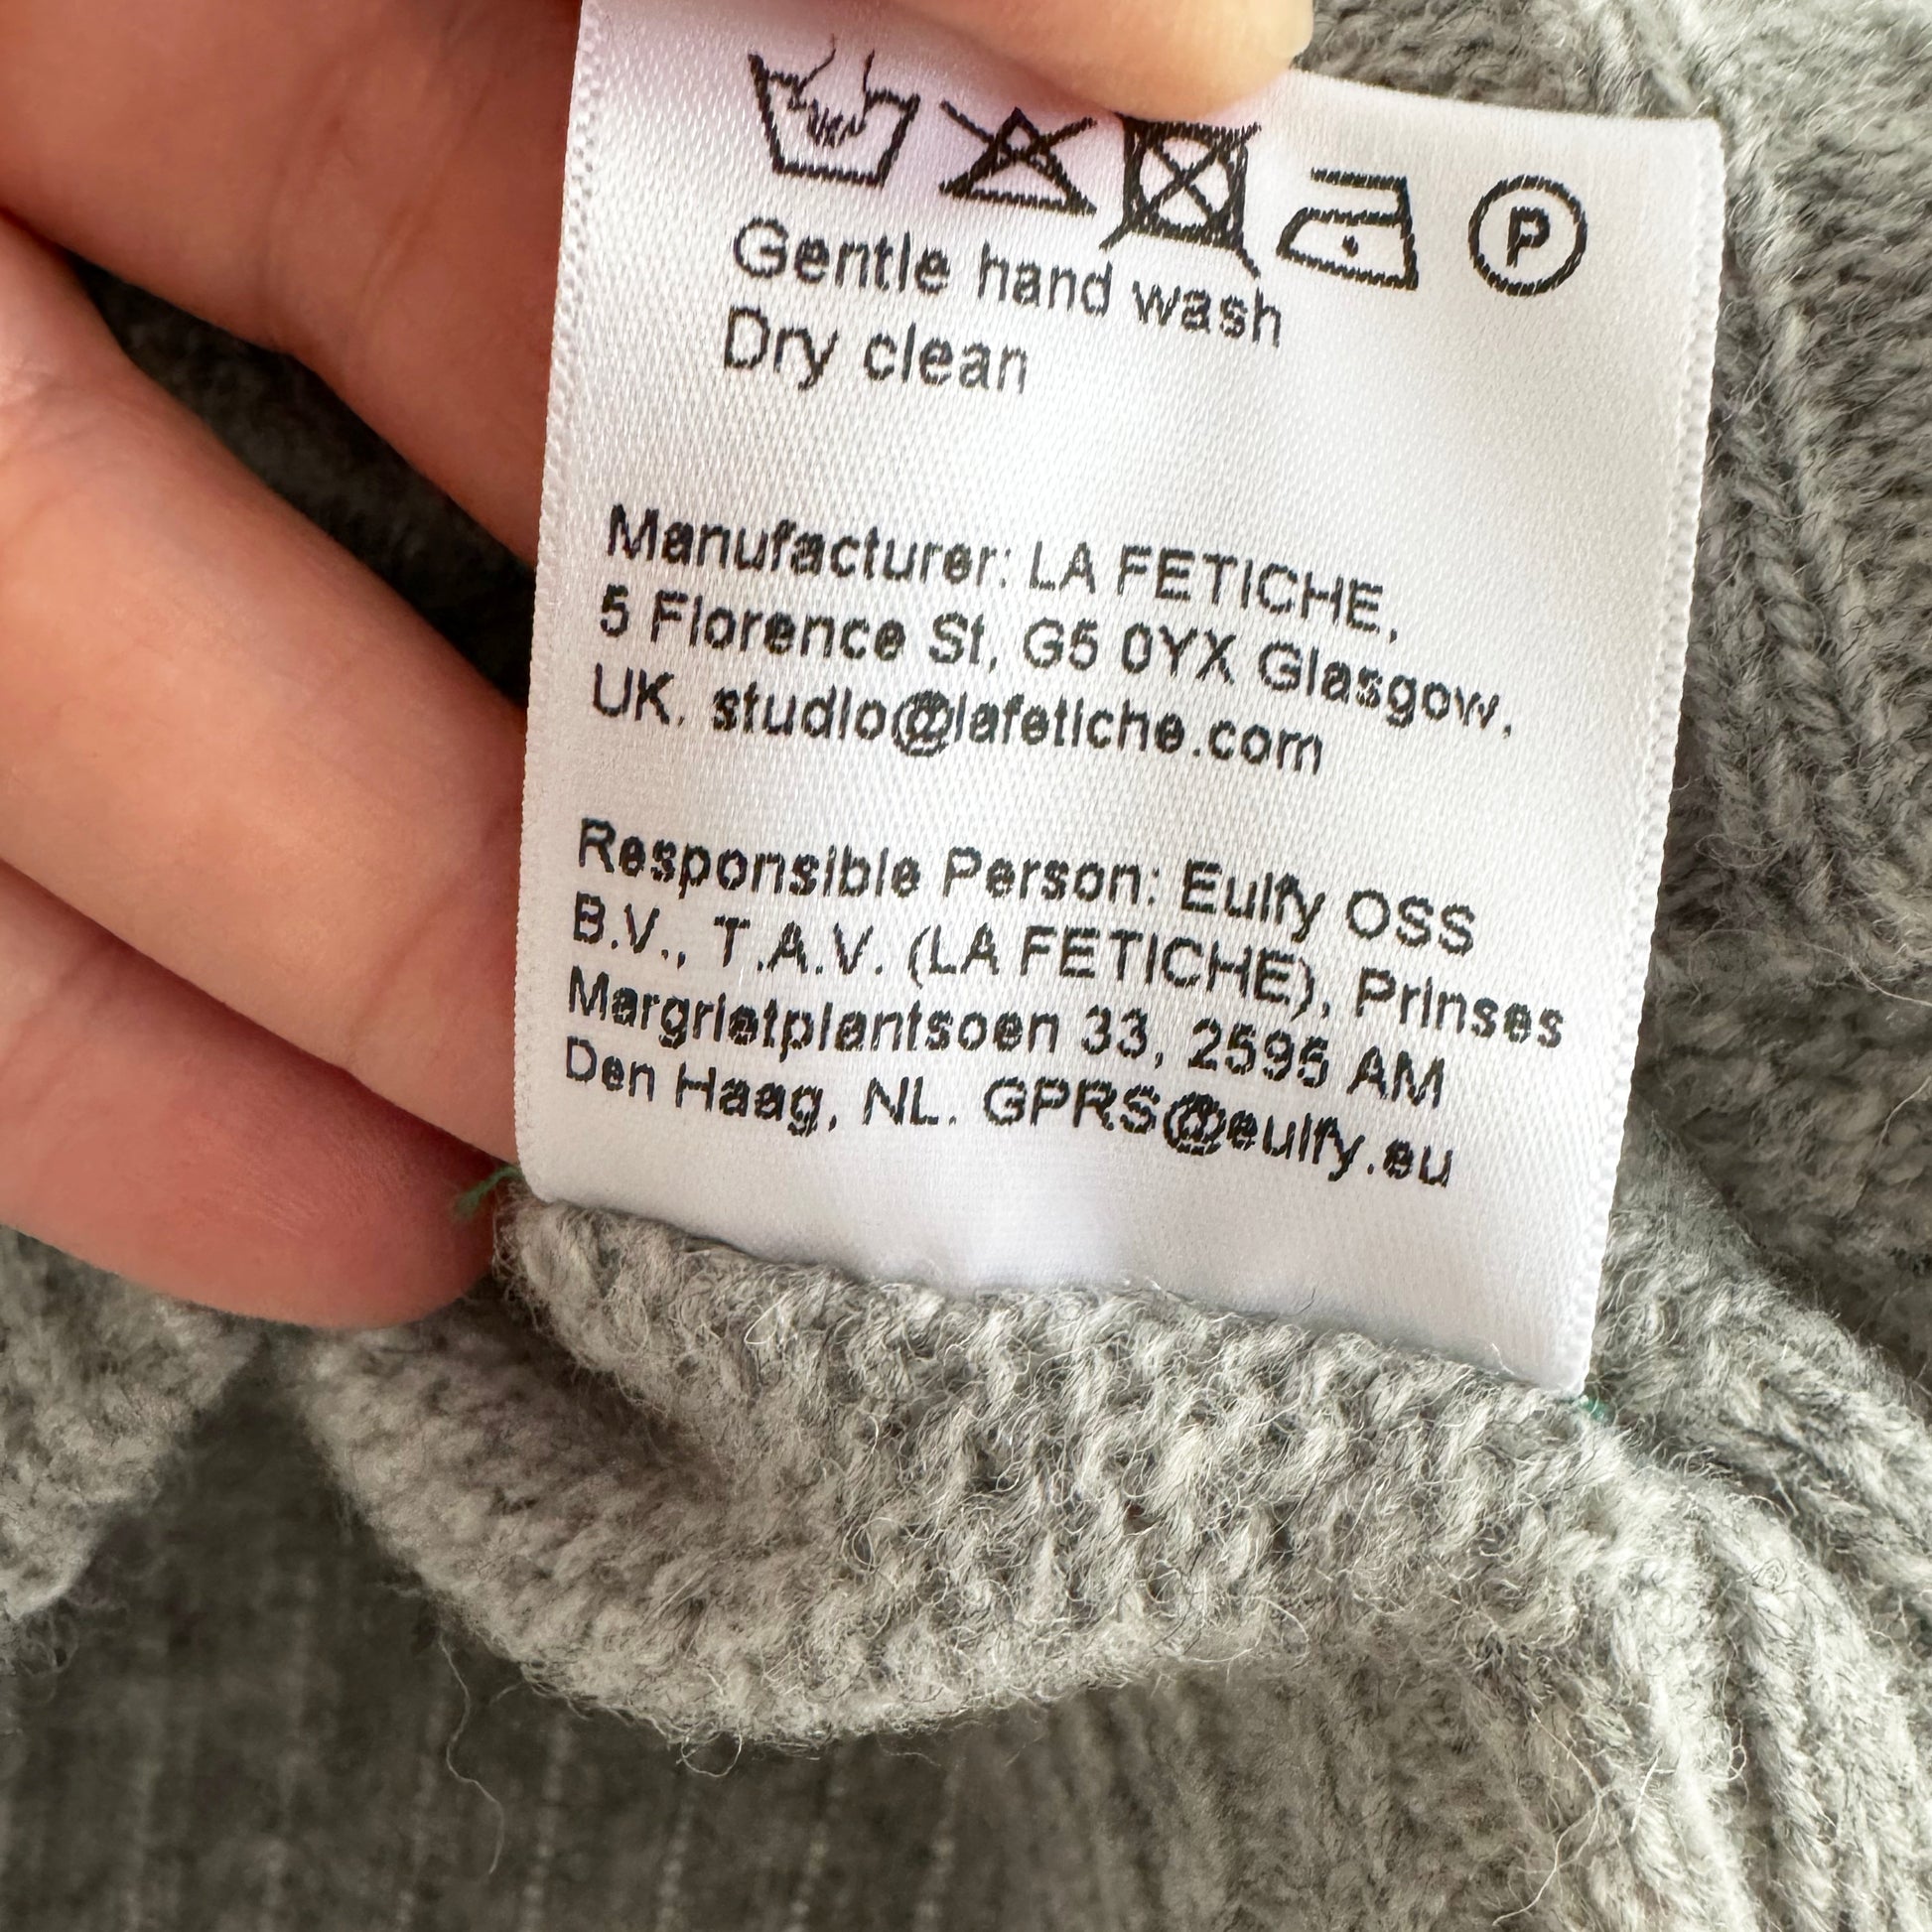 P
Gentle hand wash
Dry clean
Manufacturer: LA FETICHE,
5 Florence St, G5 0YX Glasgow,
UK. studio@lafetiche.com
Responsible Person: Eulfy OSS
B.V., T.A.V. (LA FETICHE), Prinses
Margrietplantsoen 33, 2595 AM
Den Haag, NL. GPRS@eulfy.eu